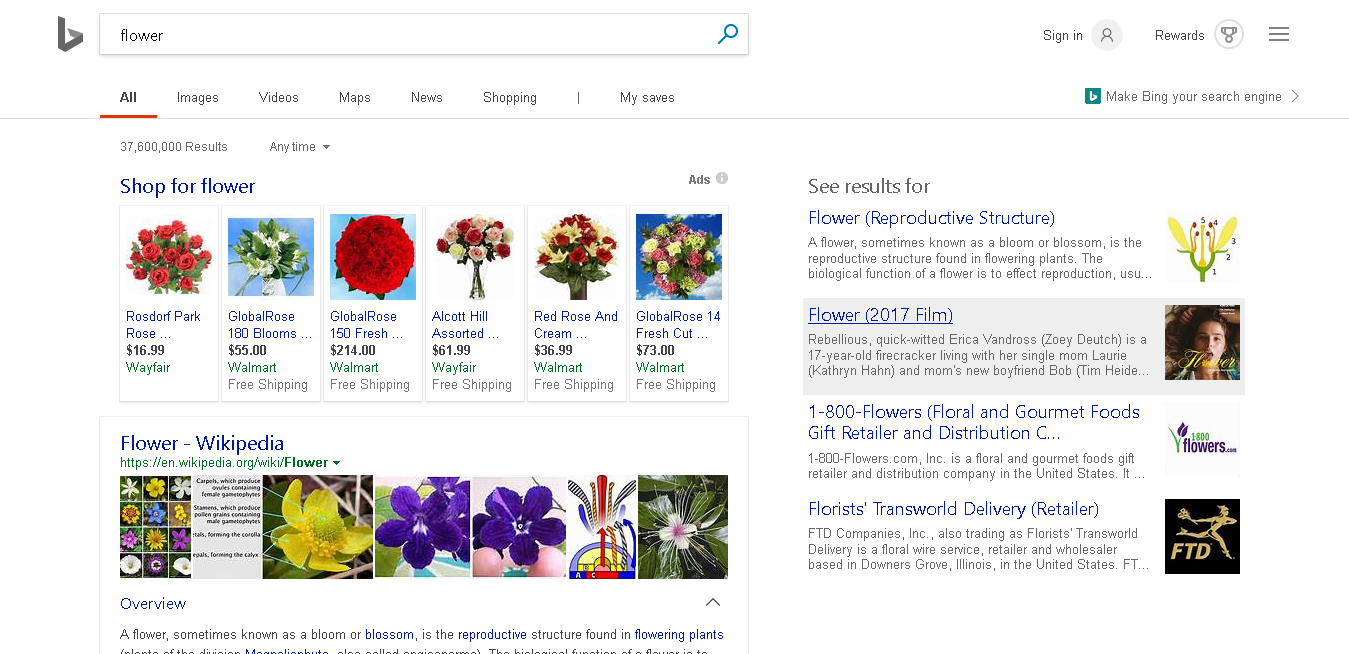 flower
Sign in
Rewards
All
Images
Videos
Maps
News
Shopping
|
My saves
Make Bing your search engine
37,600,000 Results
Any time
Shop for flower
Ads
Rosdorf Park
Rose ...
$16.99
Wayfair
GlobalRose
180 Blooms ...
$55.00
Walmart
Free Shipping
GlobalRose
150 Fresh ...
$214.00
Walmart
Free Shipping
Alcott Hill
Assorted ...
$61.99
Wayfair
Free Shipping
Red Rose And
Cream ...
$36.99
Walmart
Free Shipping
GlobalRose 14
Fresh Cut ...
$73.00
Walmart
Free Shipping
Flower - Wikipedia
https://en.wikipedia.org/wiki/Flower
Carpels, which produce
ovules containing
female gametophytes
Stamens, which produce
pollen grains containing
male gametophytes
etals, forming the corolla
epals, forming the calyx
A
C
B
Overview
A flower, sometimes known as a bloom or blossom, is the reproductive structure found in flowering plants
See results for
Flower (Reproductive Structure)
A flower, sometimes known as a bloom or blossom, is the
reproductive structure found in flowering plants. The
biological function of a flower is to effect reproduction, usu...
5
4
3
2
1
Flower (2017 Film)
Rebellious, quick-witted Erica Vandross (Zoey Deutch) is a
17-year-old firecracker living with her single mom Laurie
(Kathryn Hahn) and mom's new boyfriend Bob (Tim Heide...
Flower
1-800-Flowers (Floral and Gourmet Foods
Gift Retailer and Distribution C...
1-800-Flowers.com, Inc. is a floral and gourmet foods gift
retailer and distribution company in the United States. It ...
1-800
flowers.com
Florists' Transworld Delivery (Retailer)
FTD Companies, Inc., also trading as Florists' Transworld
Delivery is a floral wire service, retailer and wholesaler
based in Downers Grove, Illinois, in the United States. FT...
FTD